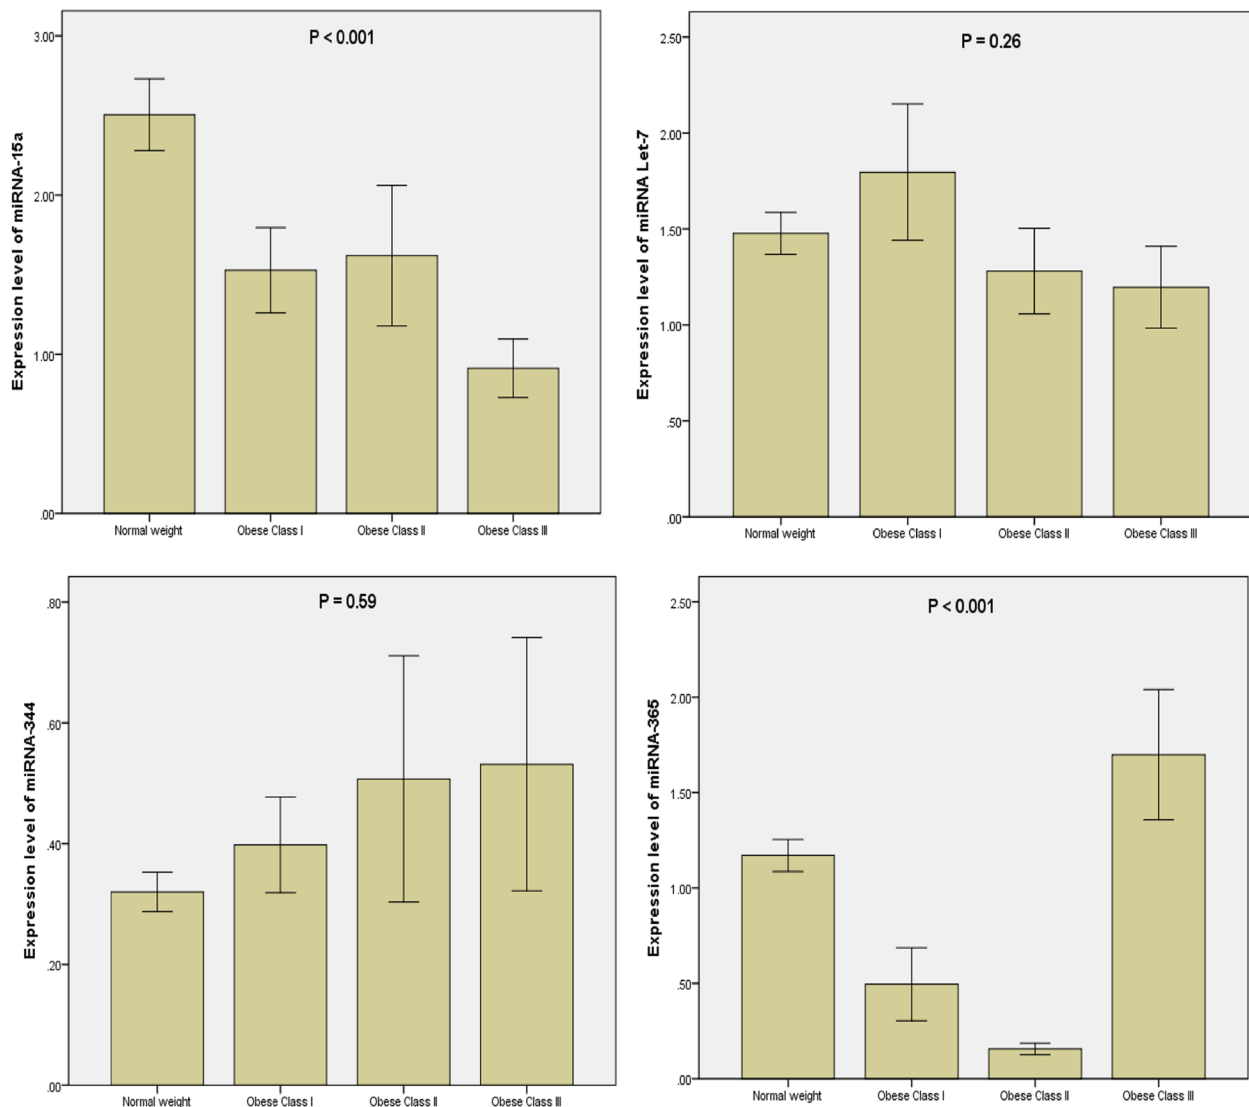 P < 0.001
Expression level of miRNA-15a
3.00
2.00
1.00
.00
Normal weight Obese Class I Obese Class II Obese Class III
P = 0.26
Expression level of miRNA Let-7
2.50
2.00
1.50
1.00
.50
.00
Normal weight Obese Class I Obese Class II Obese Class III
P = 0.59
Expression level of miRNA-344
.80
.60
.40
.20
.00
Normal weight Obese Class I Obese Class II Obese Class III
P < 0.001
Expression level of miRNA-365
2.50
2.00
1.50
1.00
.50
.00
Normal weight Obese Class I Obese Class II Obese Class III